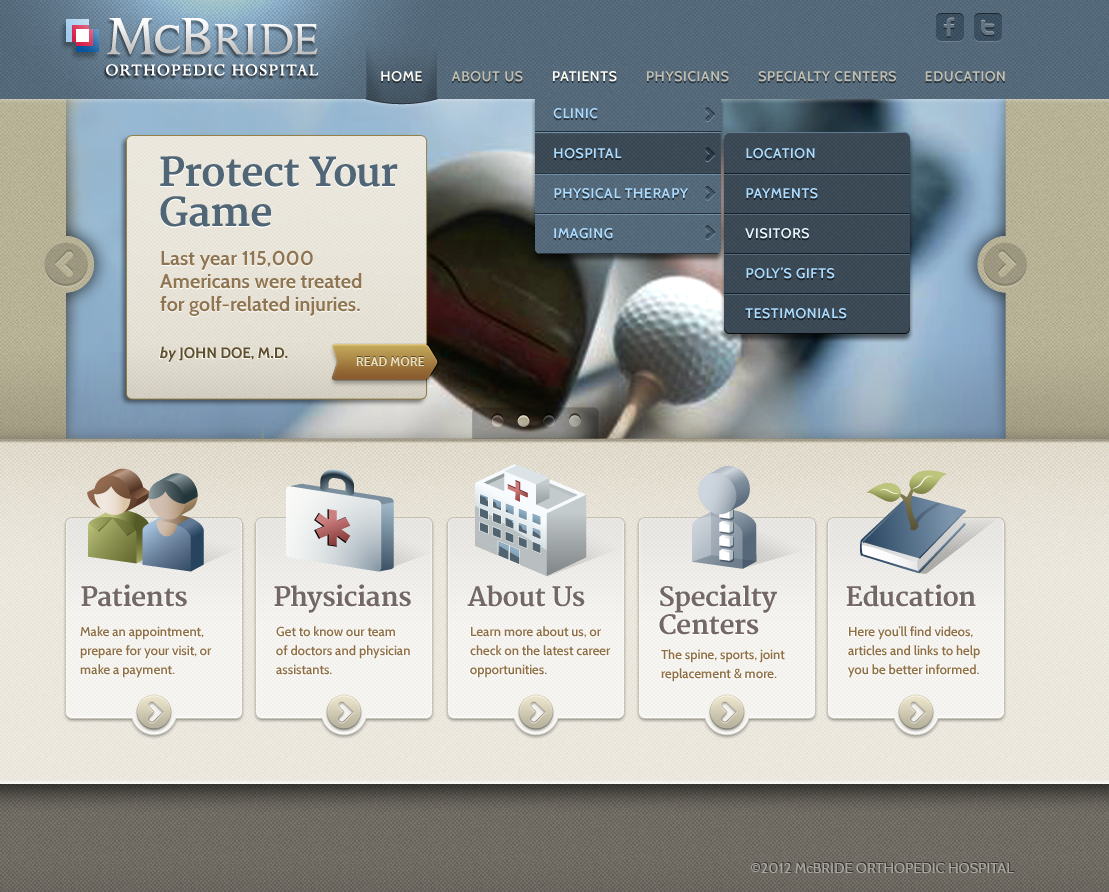 McBRIDE
ORTHOPEDIC HOSPITAL
HOME
ABOUT US
PATIENTS
PHYSICIANS
SPECIALTY CENTERS
EDUCATION
CLINIC
HOSPITAL
PHYSICAL THERAPY
IMAGING
LOCATION
PAYMENTS
VISITORS
POLY'S GIFTS
TESTIMONIALS
Protect Your
Game
Last year 115,000
Americans were treated
for golf-related injuries.
by JOHN DOE, M.D.
READ MORE
Patients
Make an appointment,
prepare for your visit, or
make a payment.
Physicians
Get to know our team
of doctors and physician
assistants.
About Us
Learn more about us, or
check on the latest career
opportunities.
Specialty
Centers
The spine, sports, joint
replacement & more.
Education
Here you'll find videos,
articles and links to help
you be better informed.
©2012 McBRIDE ORTHOPEDIC HOSPITAL